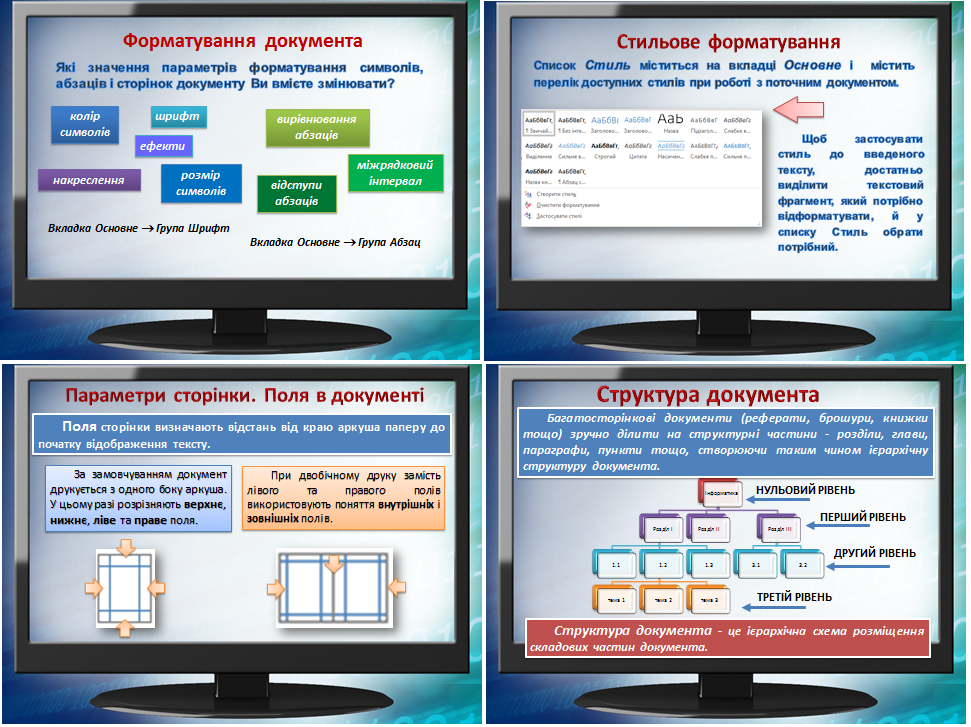 Форматування документа
Які значення параметрів форматування символів,
абзаців і сторінок документу Ви вмієте змінювати?
колір
символів
шрифт
ефекти
накреслення
розмір
символів
вирівнювання
абзаців
міжрядковий
інтервал
відступи
абзаців
Вкладка Основне → Група Шрифт
Вкладка Основне → Група Абзац
Стильове форматування
Список Стиль міститься на вкладці Основне і містить
перелік доступних стилів при роботі з поточним документом.
АаБбВвГг, АаБбВвГг, АаБбВі АаБбВвГ АаЬ АаБбВвГ АаБбВвГг
¶ Звичай... ¶ Без інте... Заголово... Заголово... Назва Підзагол... Слабке в...
АаБбВвГг АаБбВвГг АаБбВвГг, АаБбВвГг АаБбВвГг АаБбВвГг, АаБбВвГг,
Виділення Сильне в... Строгий Цитата Насичен... Слабке п... Сильне п...
АаБбВвГг АаБбВвГг,
Назва кн... ¶ Абзац с...
Створити стиль
Очистити форматування
Застосувати стилі
Щоб застосувати
стиль до введеного
тексту, достатньо
виділити текстовий
фрагмент, який потрібно
відформатувати, й у
списку Стиль обрати
потрібний.
Параметри сторінки. Поля в документі
Поля сторінки визначають відстань від краю аркуша паперу до
початку відображення тексту.
За замовчуванням документ
друкується з одного боку аркуша.
У цьому разі розрізняють верхнє,
нижнє, ліве та праве поля.
При двобічному друку замість
лівого та правого полів
використовують поняття внутрішніх і
зовнішніх полів.
Структура документа
Багатосторінкові документи (реферати, брошури, книжки
тощо) зручно ділити на структурні частини - розділи, глави,
параграфи, пункти тощо, створюючи таким чином ієрархічну
структуру документа.
Інформатика
НУЛЬОВИЙ РІВЕНЬ
Розділ I Розділ II Розділ III
ПЕРШИЙ РІВЕНЬ
1.1 1.2 1.3 3.1 3.2
ДРУГИЙ РІВЕНЬ
тема 1 тема 2 тема 3
ТРЕТІЙ РІВЕНЬ
Структура документа - це ієрархічна схема розміщення
складових частин документа.